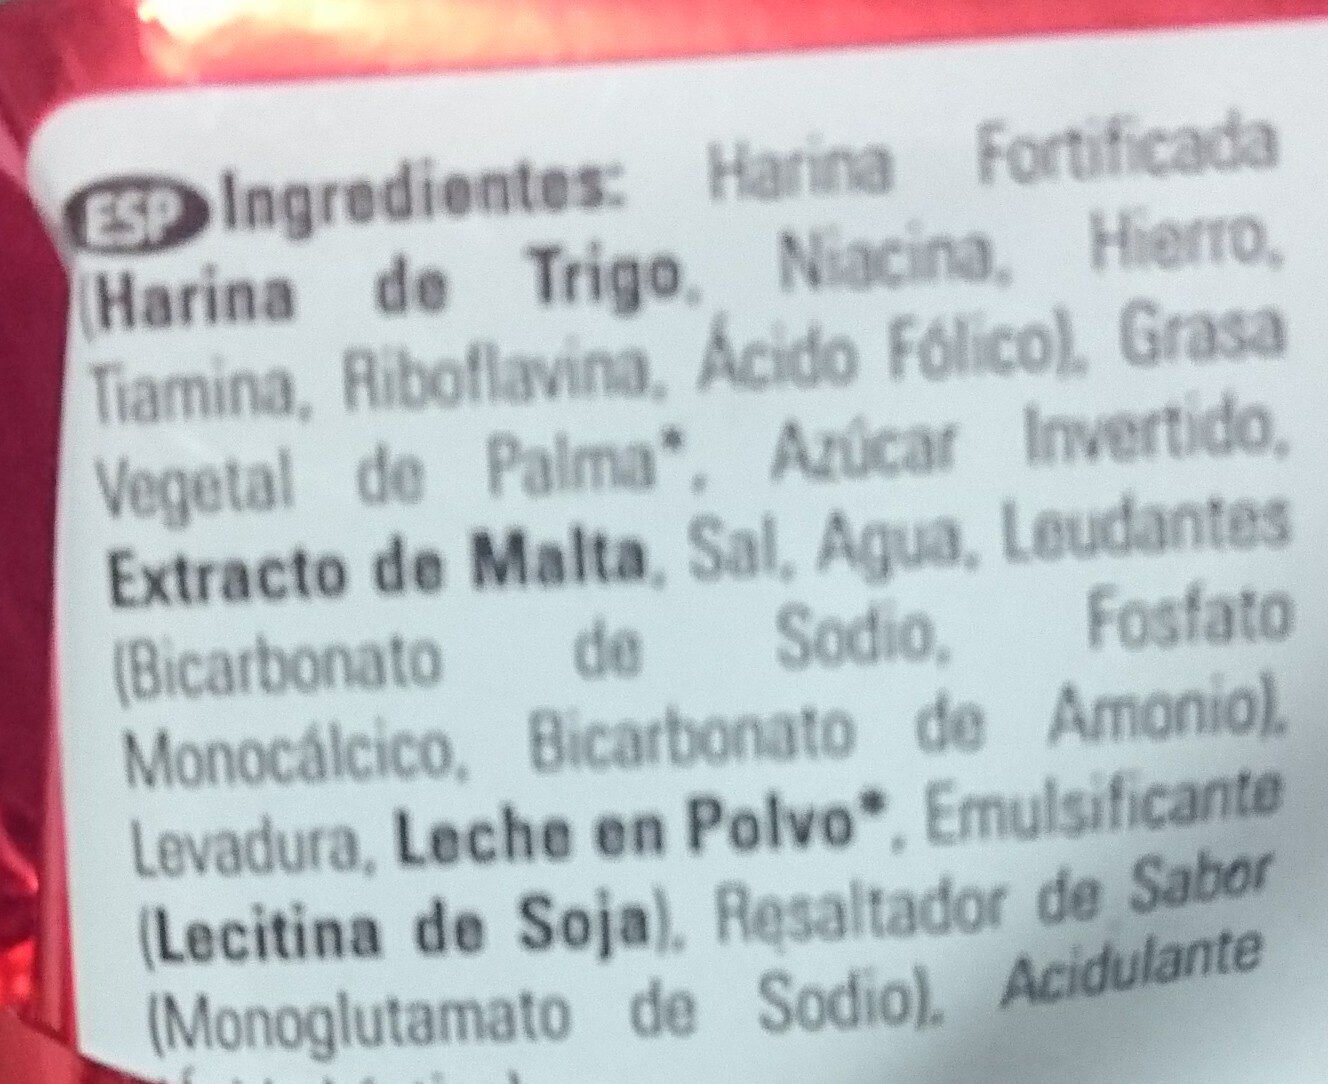 ESP Ingredientes: Harina Fortificada
(Harina de Trigo, Niacina, Hierro,
Tiamina, Riboflavina, Ácido Fólico), Grasa
Vegetal de Palma*, Azúcar Invertido,
Extracto de Malta, Sal, Agua, Leudantes
(Bicarbonato de Sodio, Fosfato
Monocálcico, Bicarbonato de Amonio),
Levadura, Leche en Polvo*, Emulsificante
(Lecitina de Soja), Resaltador de Sabor
(Monoglutamato de Sodio), Acidulante